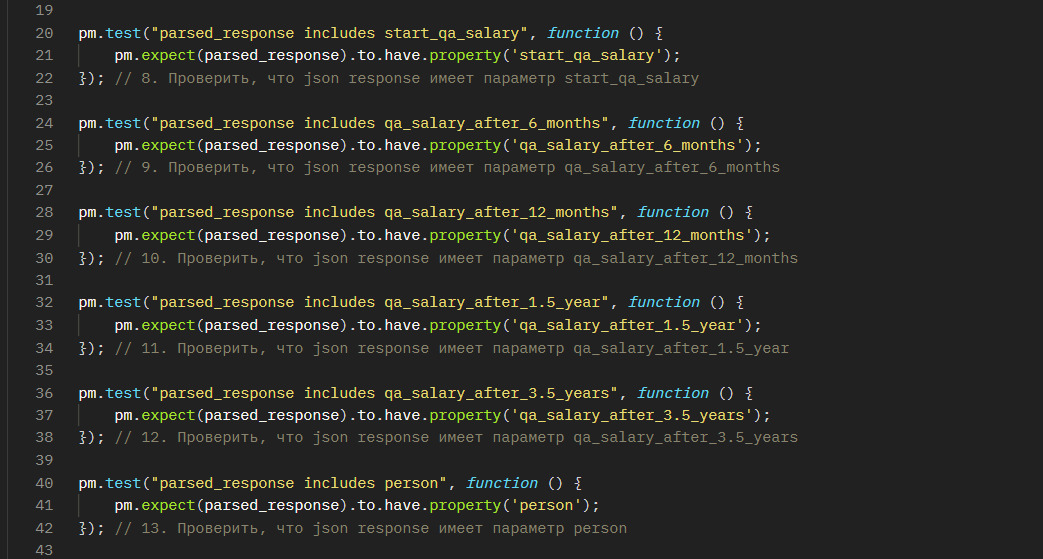 19
20 pm.test("parsed_response includes start_qa_salary", function () {
21 pm.expect(parsed_response).to.have.property('start_qa_salary');
22 }); // 8. Проверить, что json response имеет параметр start_qa_salary
23
24 pm.test("parsed_response includes qa_salary_after_6_months", function () {
25 pm.expect(parsed_response).to.have.property('qa_salary_after_6_months');
26 }); // 9. Проверить, что json response имеет параметр qa_salary_after_6_months
27
28 pm.test("parsed_response includes qa_salary_after_12_months", function () {
29 pm.expect(parsed_response).to.have.property('qa_salary_after_12_months');
30 }); // 10. Проверить, что json response имеет параметр qa_salary_after_12_months
31
32 pm.test("parsed_response includes qa_salary_after_1.5_year", function () {
33 pm.expect(parsed_response).to.have.property('qa_salary_after_1.5_year');
34 }); // 11. Проверить, что json response имеет параметр qa_salary_after_1.5_year
35
36 pm.test("parsed_response includes qa_salary_after_3.5_years", function () {
37 pm.expect(parsed_response).to.have.property('qa_salary_after_3.5_years');
38 }); // 12. Проверить, что json response имеет параметр qa_salary_after_3.5_years
39
40 pm.test("parsed_response includes person", function () {
41 pm.expect(parsed_response).to.have.property('person');
42 }); // 13. Проверить, что json response имеет параметр person
43